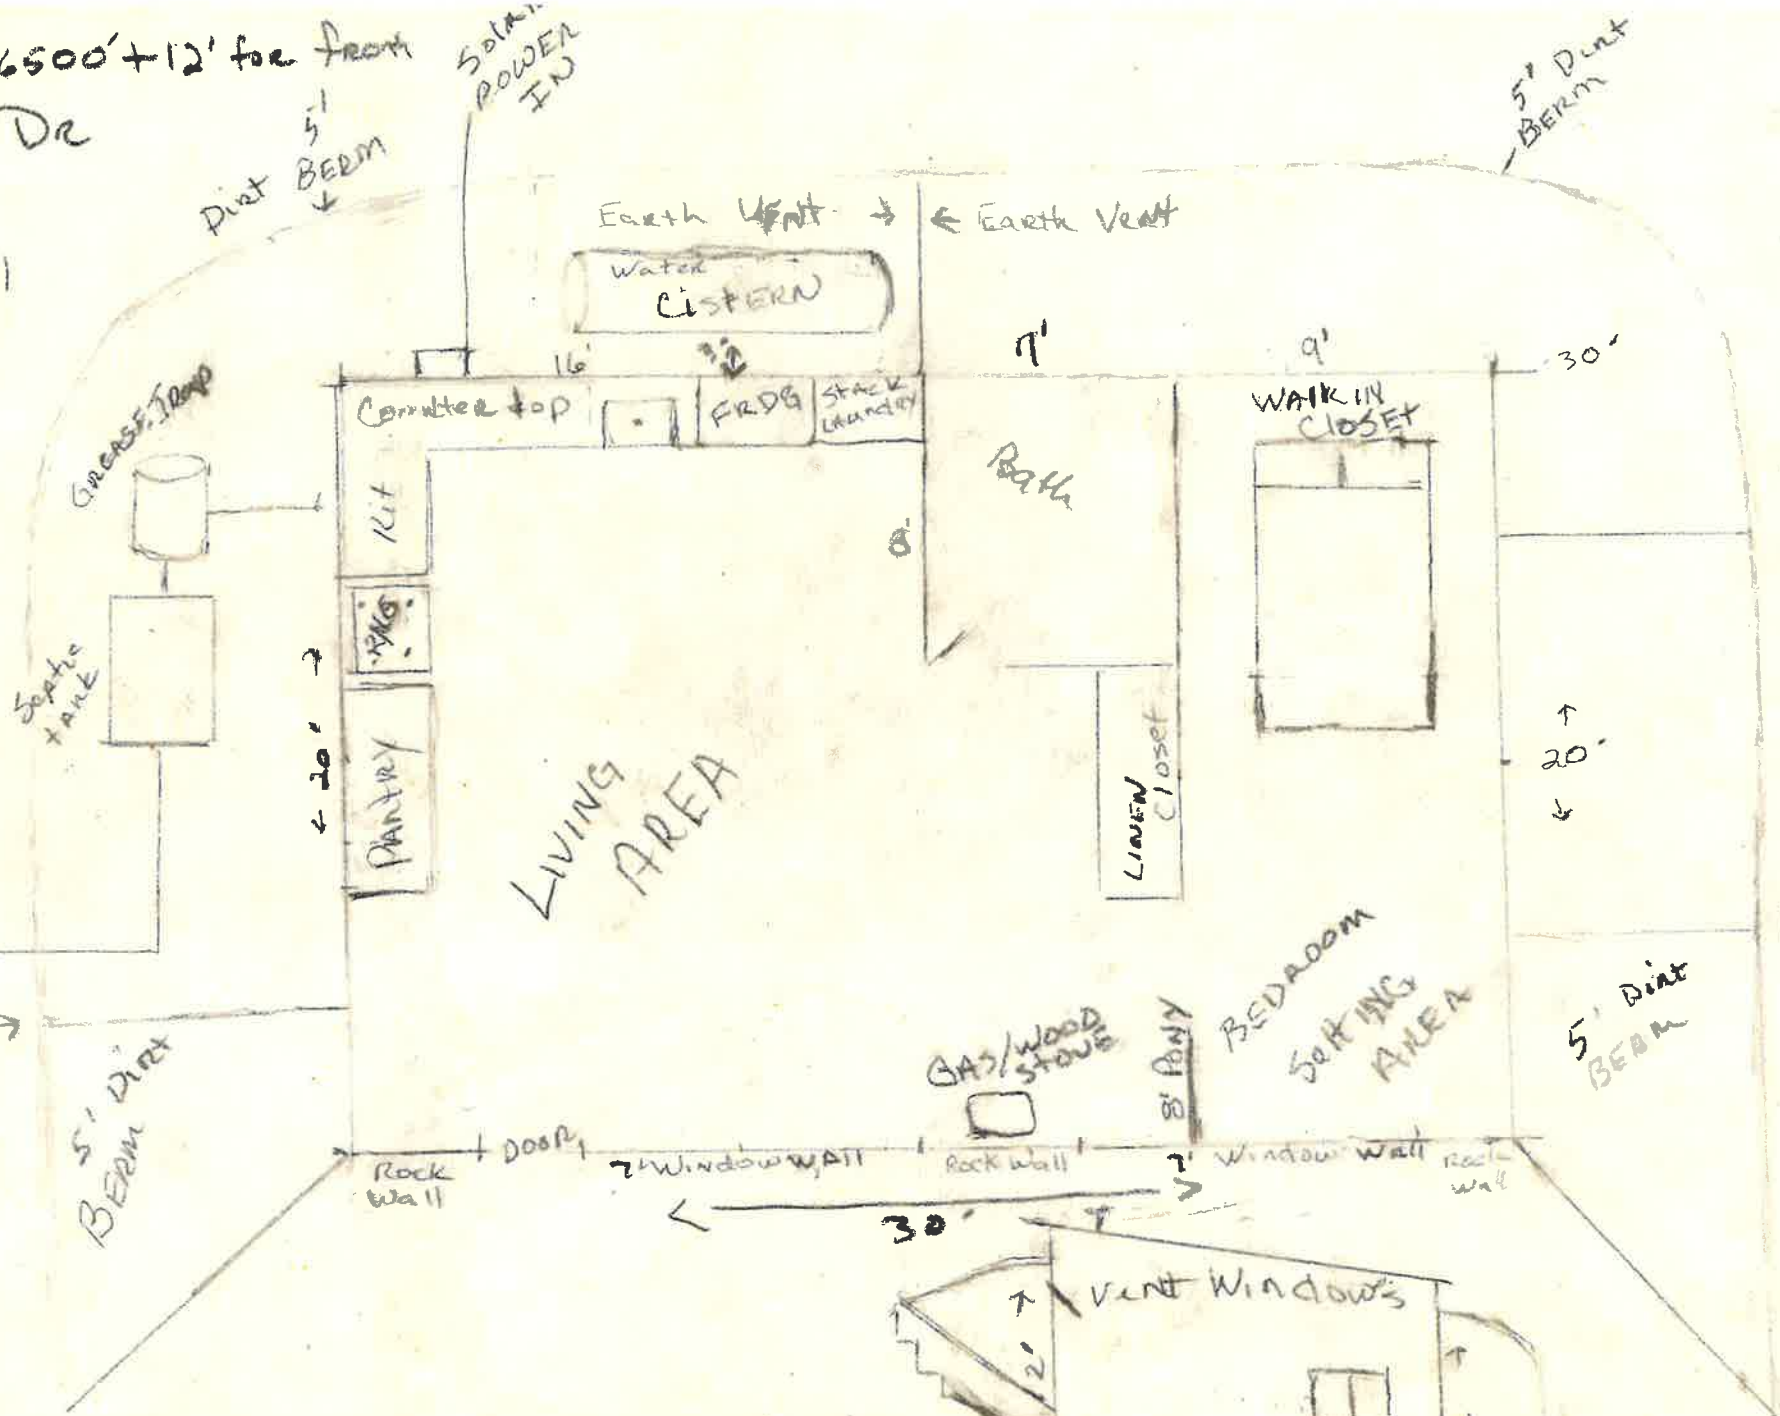 6500'+12' for from
Dr
Solar
POWER
IN
5' Dirt
BERM
Dirt 5'
BERM
Earth Vent
Earth Vent
Water
CistERN
16'
7'
9'
30'
Counter top
FRDG
Stack
Laundry
WAlKIN
ClOSEt
GREASE TRAP
Kit
Bath
8'
RNG
Septic
tank
20'
PANtRY
LIVING
AREA
LINEN
Closet
20'
BEDROOM
SettING
AREA
5' Dirt
BERM
GAS/WOOD
StOVE
8' PONY
5' Dirt
BERM
Rock
Wall
DOOR
7' Window WAll
Rock Wall
7'
Window Wall
Rock
Wall
30'
Vent Windows
2'